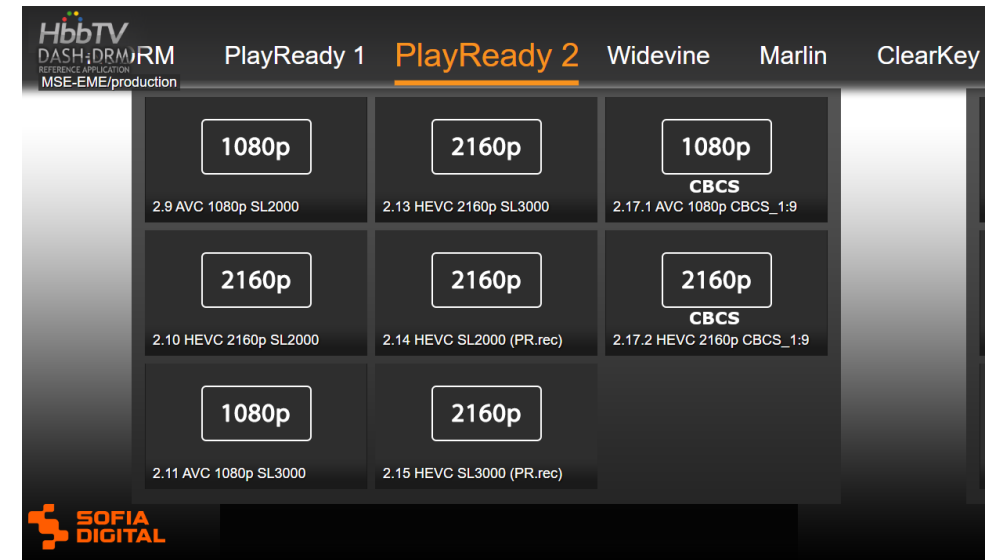 HbbTV
DASH-DRM
REFERENCE APPLICATION
MSE-EME/production
RM PlayReady 1 PlayReady 2 Widevine Marlin ClearKey
1080p
2.9 AVC 1080p SL2000
2160p
2.13 HEVC 2160p SL3000
1080p
CBCS
2.17.1 AVC 1080p CBCS_1:9
2160p
2.10 HEVC 2160p SL2000
2160p
2.14 HEVC SL2000 (PR.rec)
2160p
CBCS
2.17.2 HEVC 2160p CBCS_1:9
1080p
2.11 AVC 1080p SL3000
2160p
2.15 HEVC SL3000 (PR.rec)
SOFIA
DIGITAL